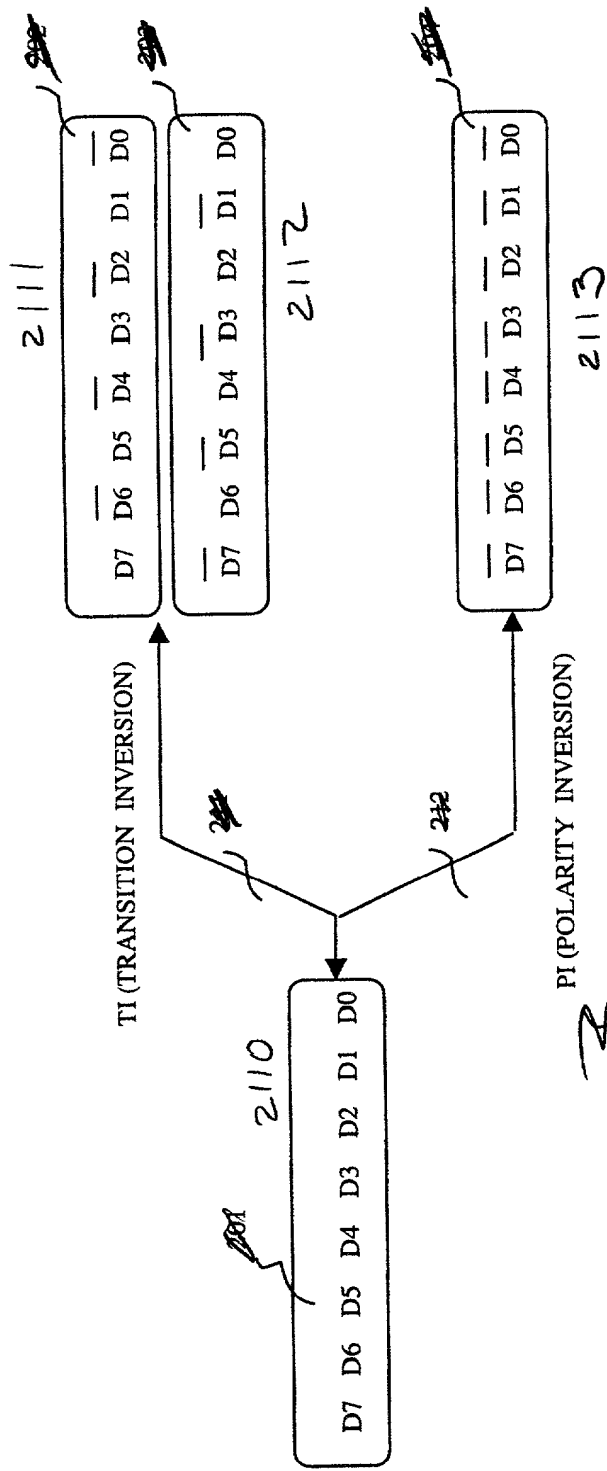 2111
D7 D6 D5 D4 D3 D2 D1 D0
D7 D6 D5 D4 D3 D2 D1 D0
2112
TI (TRANSITION INVERSION)
2110
D7 D6 D5 D4 D3 D2 D1 D0
212
D7 D6 D5 D4 D3 D2 D1 D0
2113
PI (POLARITY INVERSION)